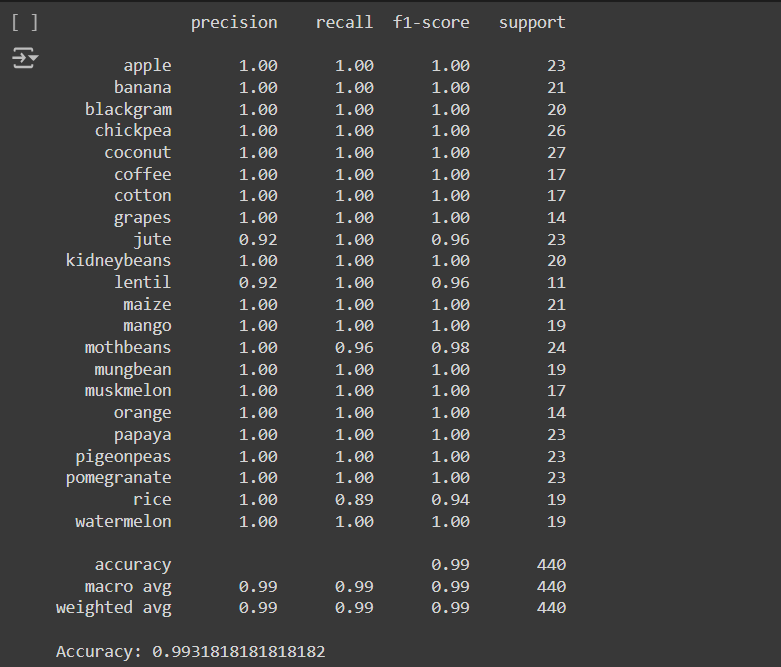 [ ] precision recall f1-score support
apple 1.00 1.00 1.00 23
banana 1.00 1.00 1.00 21
blackgram 1.00 1.00 1.00 20
chickpea 1.00 1.00 1.00 26
coconut 1.00 1.00 1.00 27
coffee 1.00 1.00 1.00 17
cotton 1.00 1.00 1.00 17
grapes 1.00 1.00 1.00 14
jute 0.92 1.00 0.96 23
kidneybeans 1.00 1.00 1.00 20
lentil 0.92 1.00 0.96 11
maize 1.00 1.00 1.00 21
mango 1.00 1.00 1.00 19
mothbeans 1.00 0.96 0.98 24
mungbean 1.00 1.00 1.00 19
muskmelon 1.00 1.00 1.00 17
orange 1.00 1.00 1.00 14
papaya 1.00 1.00 1.00 23
pigeonpeas 1.00 1.00 1.00 23
pomegranate 1.00 1.00 1.00 23
rice 1.00 0.89 0.94 19
watermelon 1.00 1.00 1.00 19
accuracy 0.99 440
macro avg 0.99 0.99 0.99 440
weighted avg 0.99 0.99 0.99 440
Accuracy: 0.9931818181818182